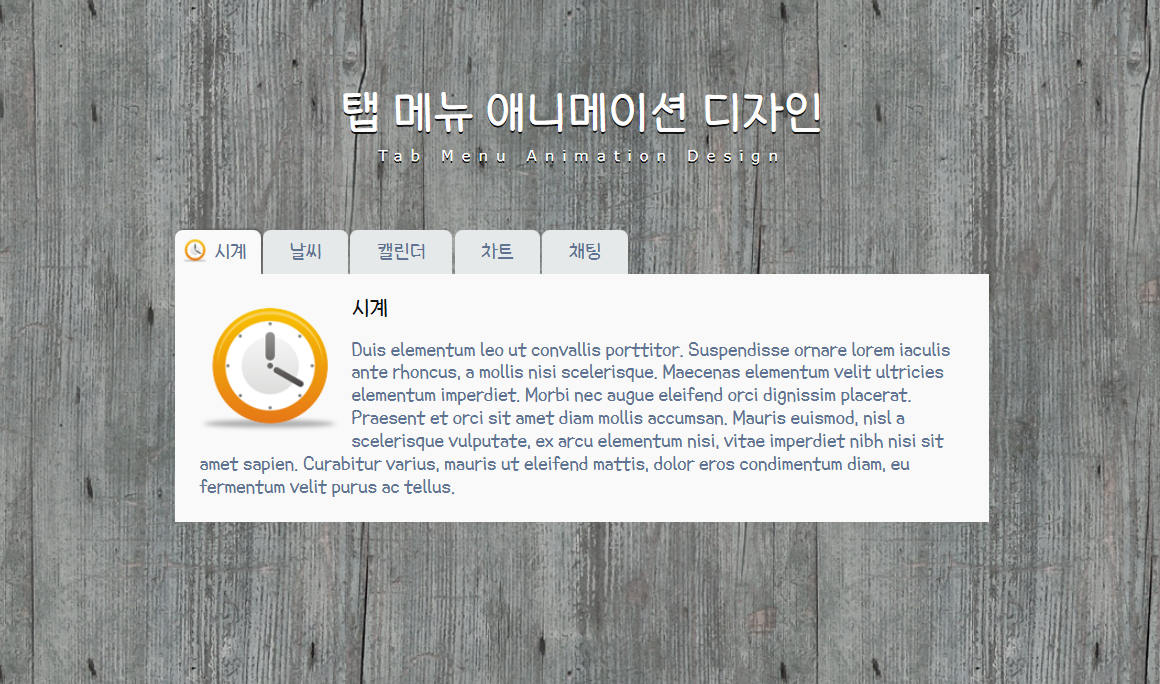 탭 메뉴 애니메이션 디자인
Tab Menu Animation Design
시계 날씨 캘린더 차트 채팅
시계
Duis elementum leo ut convallis porttitor. Suspendisse ornare lorem iaculis
ante rhoncus, a mollis nisi scelerisque. Maecenas elementum velit ultricies
elementum imperdiet. Morbi nec augue eleifend orci dignissim placerat.
Praesent et orci sit amet diam mollis accumsan. Mauris euismod, nisl a
scelerisque vulputate, ex arcu elementum nisi, vitae imperdiet nibh nisi sit
amet sapien. Curabitur varius, mauris ut eleifend mattis, dolor eros condimentum diam, eu
fermentum velit purus ac tellus.